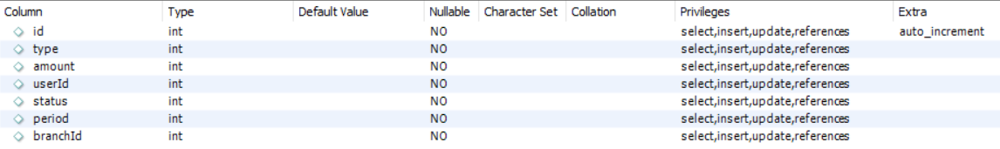 Column Type Default Value Nullable Character Set Collation Privileges Extra
id int NO select,insert,update,references auto_increment
type int NO select,insert,update,references
amount int NO select,insert,update,references
userId int NO select,insert,update,references
status int NO select,insert,update,references
period int NO select,insert,update,references
branchId int NO select,insert,update,references